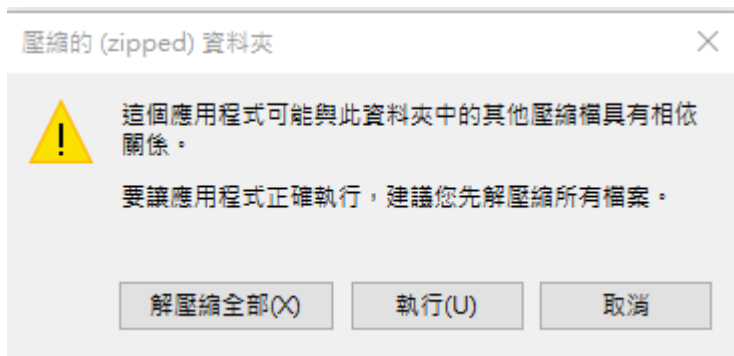 壓縮的 (zipped) 資料夾
這個應用程式可能與此資料夾中的其他壓縮檔具有相依
關係。
要讓應用程式正確執行，建議您先解壓縮所有檔案。
解壓縮全部(X) 執行(U) 取消